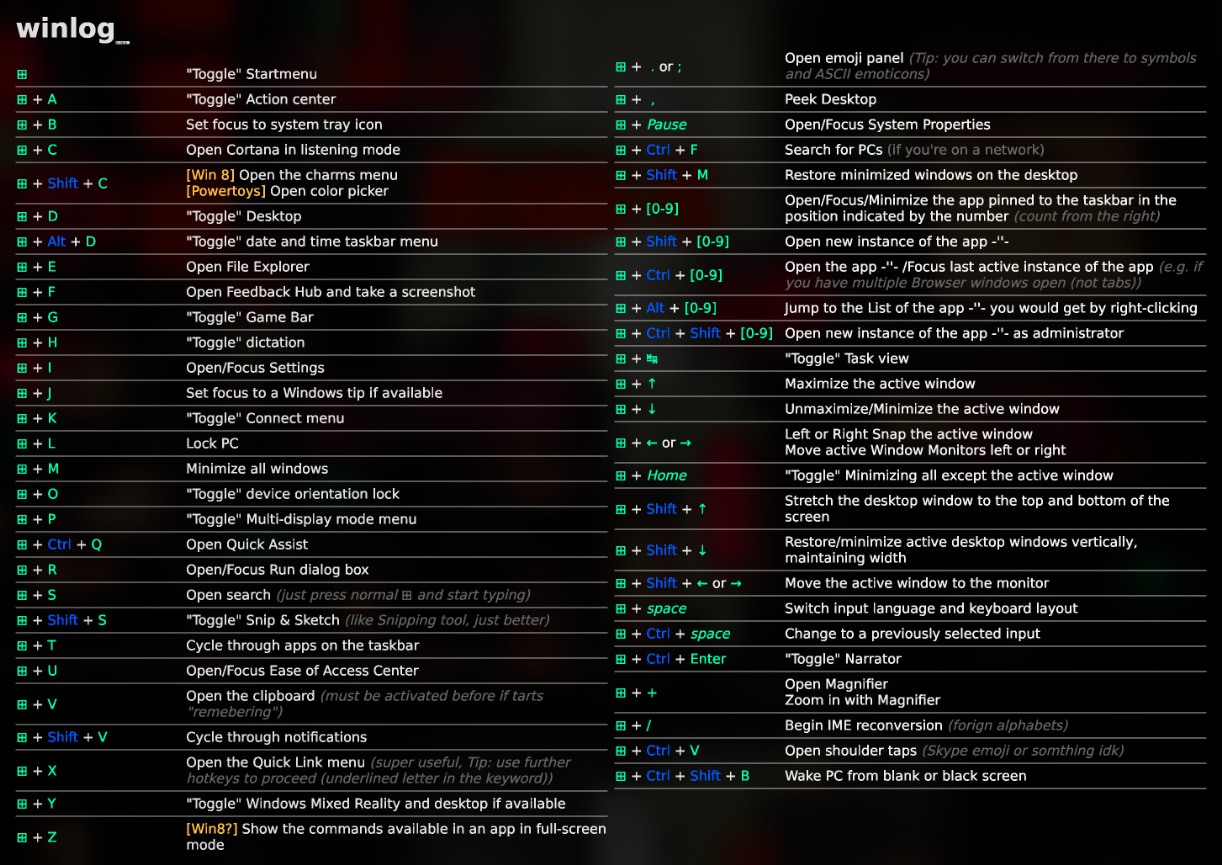 winlog_
⊞ "Toggle" Startmenu
⊞ + A "Toggle" Action center
⊞ + B Set focus to system tray icon
⊞ + C Open Cortana in listening mode
⊞ + Shift + C [Win 8] Open the charms menu
[Powertoys] Open color picker
⊞ + D "Toggle" Desktop
⊞ + Alt + D "Toggle" date and time taskbar menu
⊞ + E Open File Explorer
⊞ + F Open Feedback Hub and take a screenshot
⊞ + G "Toggle" Game Bar
⊞ + H "Toggle" dictation
⊞ + I Open/Focus Settings
⊞ + J Set focus to a Windows tip if available
⊞ + K "Toggle" Connect menu
⊞ + L Lock PC
⊞ + M Minimize all windows
⊞ + O "Toggle" device orientation lock
⊞ + P "Toggle" Multi-display mode menu
⊞ + Ctrl + Q Open Quick Assist
⊞ + R Open/Focus Run dialog box
⊞ + S Open search (just press normal ⊞ and start typing)
⊞ + Shift + S "Toggle" Snip & Sketch (like Snipping tool, just better)
⊞ + T Cycle through apps on the taskbar
⊞ + U Open/Focus Ease of Access Center
⊞ + V Open the clipboard (must be activated before if tarts
"remebering")
⊞ + Shift + V Cycle through notifications
⊞ + X Open the Quick Link menu (super useful, Tip: use further
hotkeys to proceed (underlined letter in the keyword))
⊞ + Y "Toggle" Windows Mixed Reality and desktop if available
⊞ + Z [Win8?] Show the commands available in an app in full-screen
mode
⊞ + . or ; Open emoji panel (Tip: you can switch from there to symbols
and ASCII emoticons)
⊞ + , Peek Desktop
⊞ + Pause Open/Focus System Properties
⊞ + Ctrl + F Search for PCs (if you're on a network)
⊞ + Shift + M Restore minimized windows on the desktop
⊞ + [0-9] Open/Focus/Minimize the app pinned to the taskbar in the
position indicated by the number (count from the right)
⊞ + Shift + [0-9] Open new instance of the app -"-
⊞ + Ctrl + [0-9] Open the app -"- /Focus last active instance of the app (e.g. if
you have multiple Browser windows open (not tabs))
⊞ + Alt + [0-9] Jump to the List of the app -"- you would get by right-clicking
⊞ + Ctrl + Shift + [0-9] Open new instance of the app -"- as administrator
⊞ + ↹ "Toggle" Task view
⊞ + ↑ Maximize the active window
⊞ + ↓ Unmaximize/Minimize the active window
⊞ + ← or → Left or Right Snap the active window
Move active Window Monitors left or right
⊞ + Home "Toggle" Minimizing all except the active window
⊞ + Shift + ↑ Stretch the desktop window to the top and bottom of the
screen
⊞ + Shift + ↓ Restore/minimize active desktop windows vertically,
maintaining width
⊞ + Shift + ← or → Move the active window to the monitor
⊞ + space Switch input language and keyboard layout
⊞ + Ctrl + space Change to a previously selected input
⊞ + Ctrl + Enter "Toggle" Narrator
⊞ + + Open Magnifier
Zoom in with Magnifier
⊞ + / Begin IME reconversion (forign alphabets)
⊞ + Ctrl + V Open shoulder taps (Skype emoji or somthing idk)
⊞ + Ctrl + Shift + B Wake PC from blank or black screen